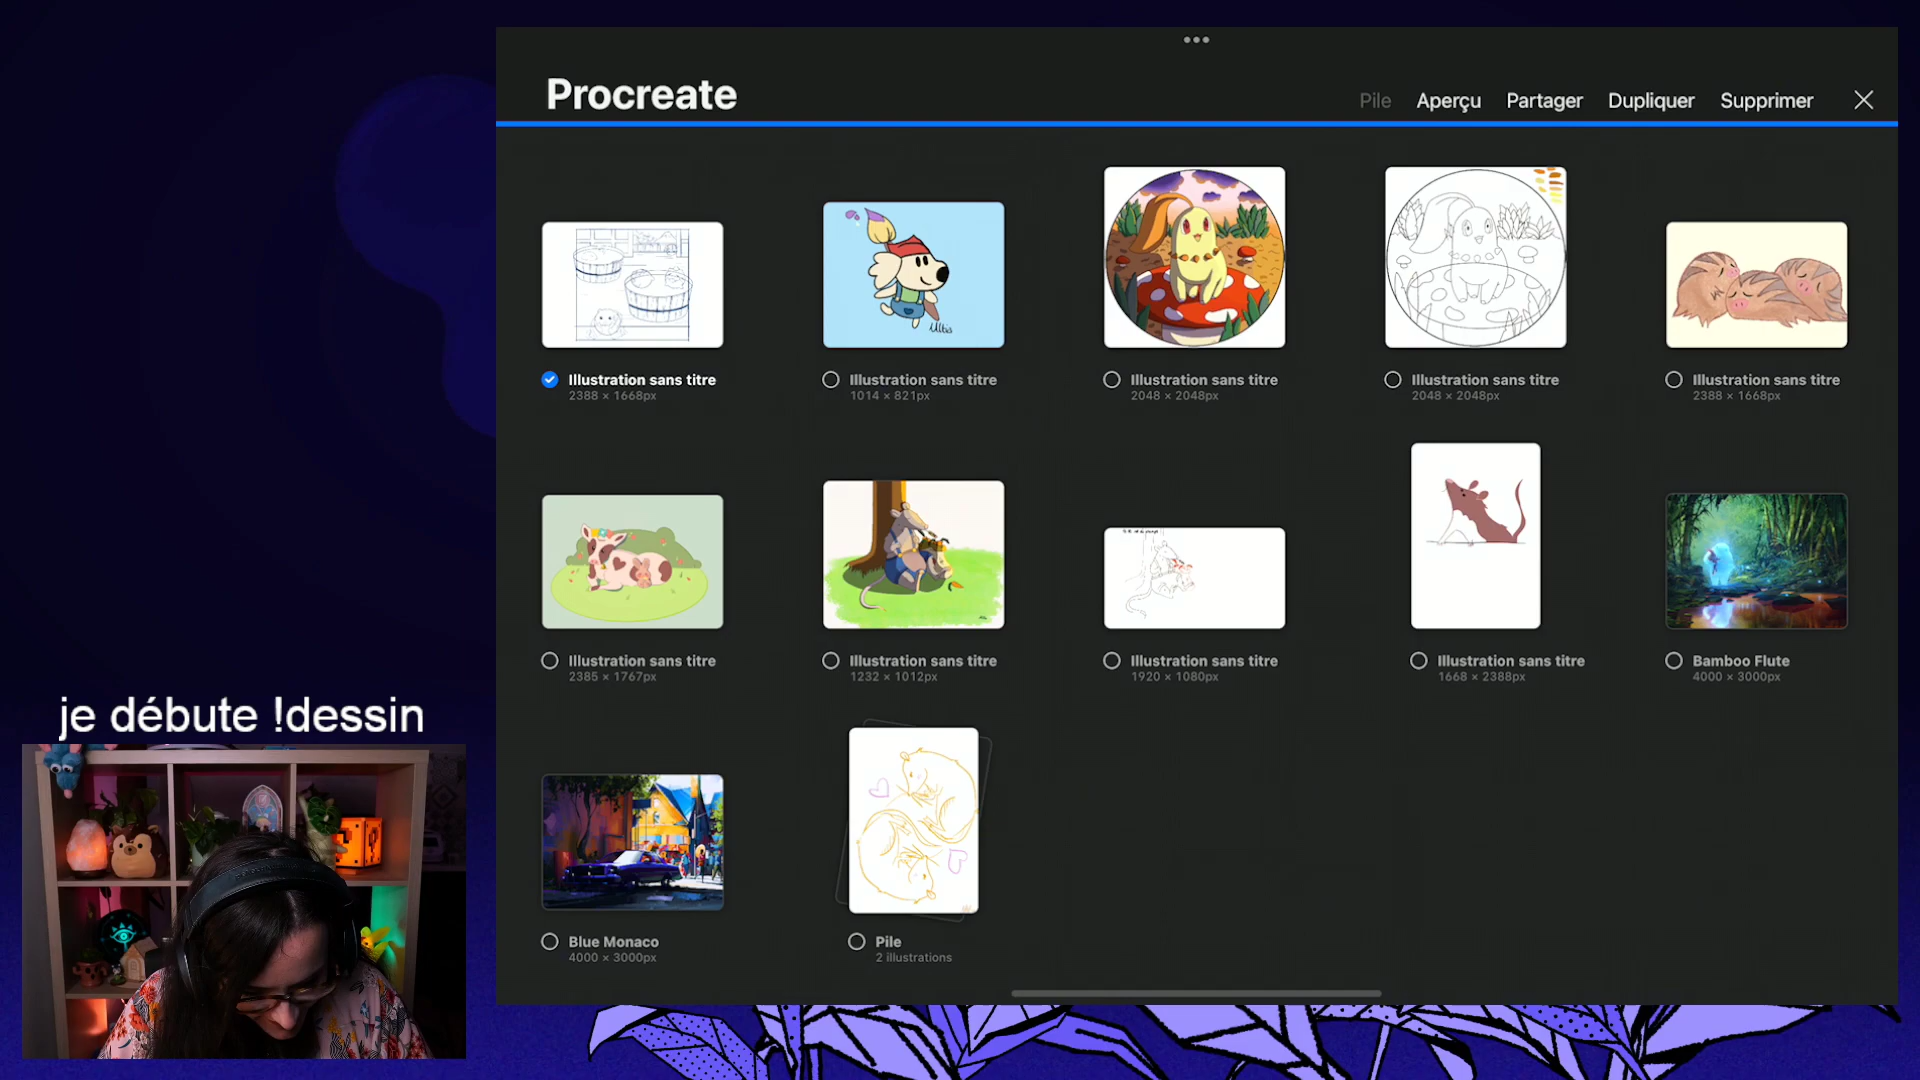 Procreate
Pile
Aperçu
Partager
Dupliquer
Supprimer
Illustration sans titre
2388 × 1668px
Illustration sans titre
1014 × 821px
Illustration sans titre
2048 × 2048px
Illustration sans titre
2048 × 2048px
Illustration sans titre
2388 × 1668px
Illustration sans titre
2385 × 1767px
Illustration sans titre
1232 × 1012px
Illustration sans titre
1920 × 1080px
Illustration sans titre
1668 × 2388px
Bamboo Flute
4000 × 3000px
Blue Monaco
4000 × 3000px
Pile
2 illustrations
je débute !dessin